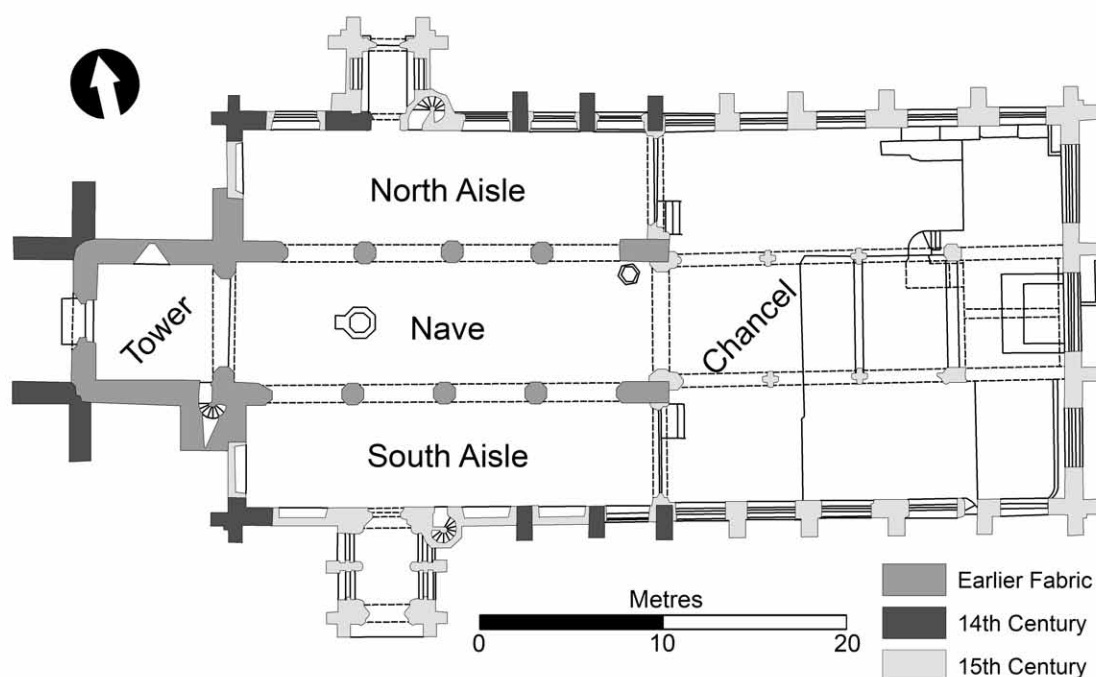 North Aisle
Tower
Nave
Chancel
South Aisle
Metres
0 10 20
Earlier Fabric
14th Century
15th Century